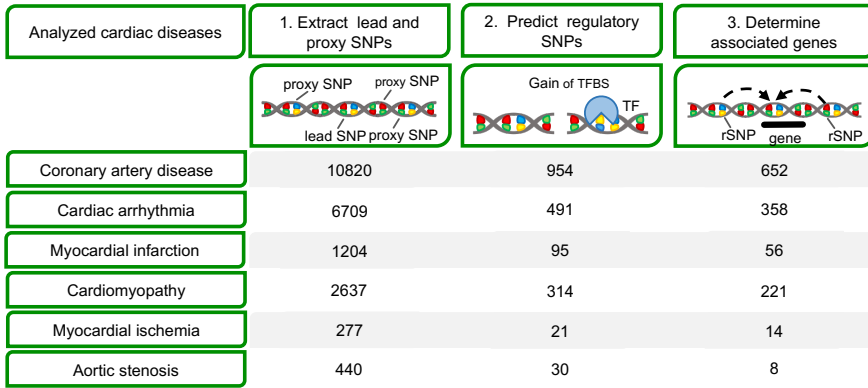 Analyzed cardiac diseases
1. Extract lead and
proxy SNPs
2. Predict regulatory
SNPs
3. Determine
associated genes
proxy SNP
proxy SNP
lead SNP
proxy SNP
Gain of TFBS
TF
rSNP
gene
rSNP
Coronary artery disease 10820 954 652
Cardiac arrhythmia 6709 491 358
Myocardial infarction 1204 95 56
Cardiomyopathy 2637 314 221
Myocardial ischemia 277 21 14
Aortic stenosis 440 30 8